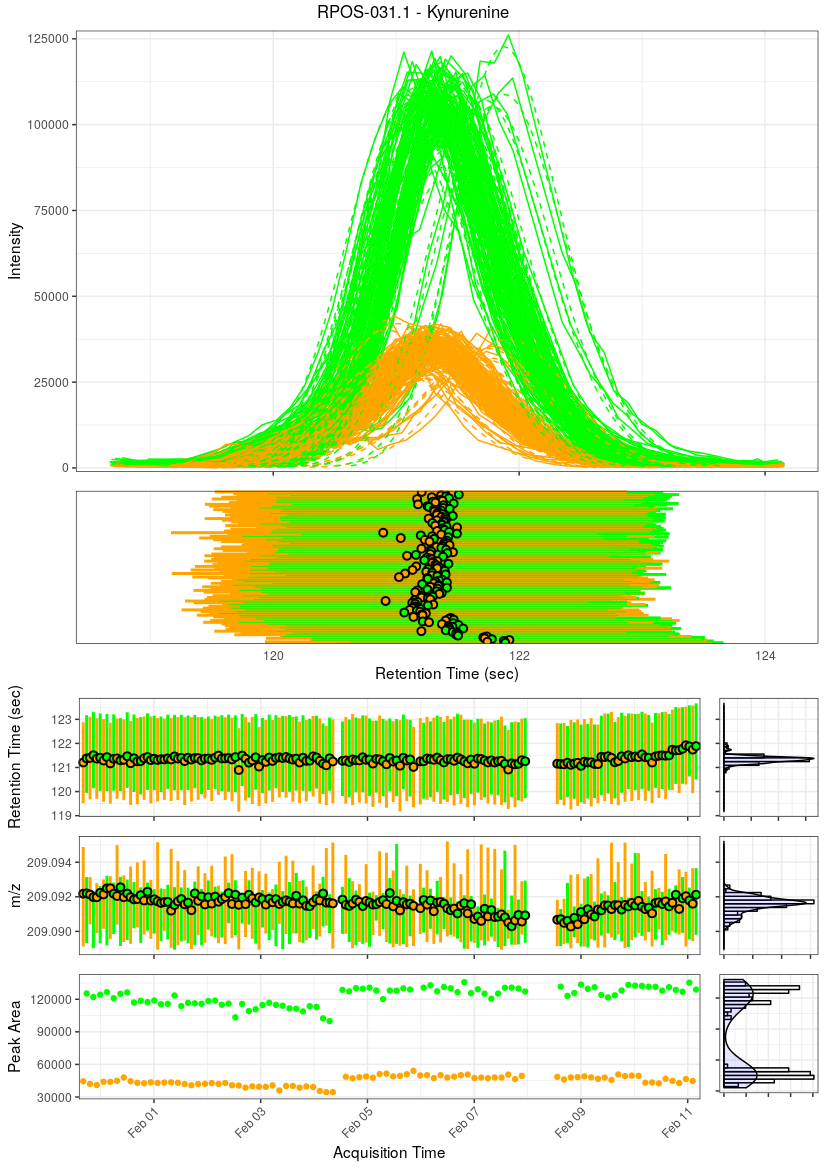 RPOS-031.1 - Kynurenine
125000
100000
75000
50000
25000
0
Intensity
120
122
124
Retention Time (sec)
Retention Time (sec)
123
122
121
120
119
m/z
209.094
209.092
209.090
Peak Area
120000
90000
60000
30000
Feb 01
Feb 03
Feb 05
Feb 07
Feb 09
Feb 11
Acquisition Time